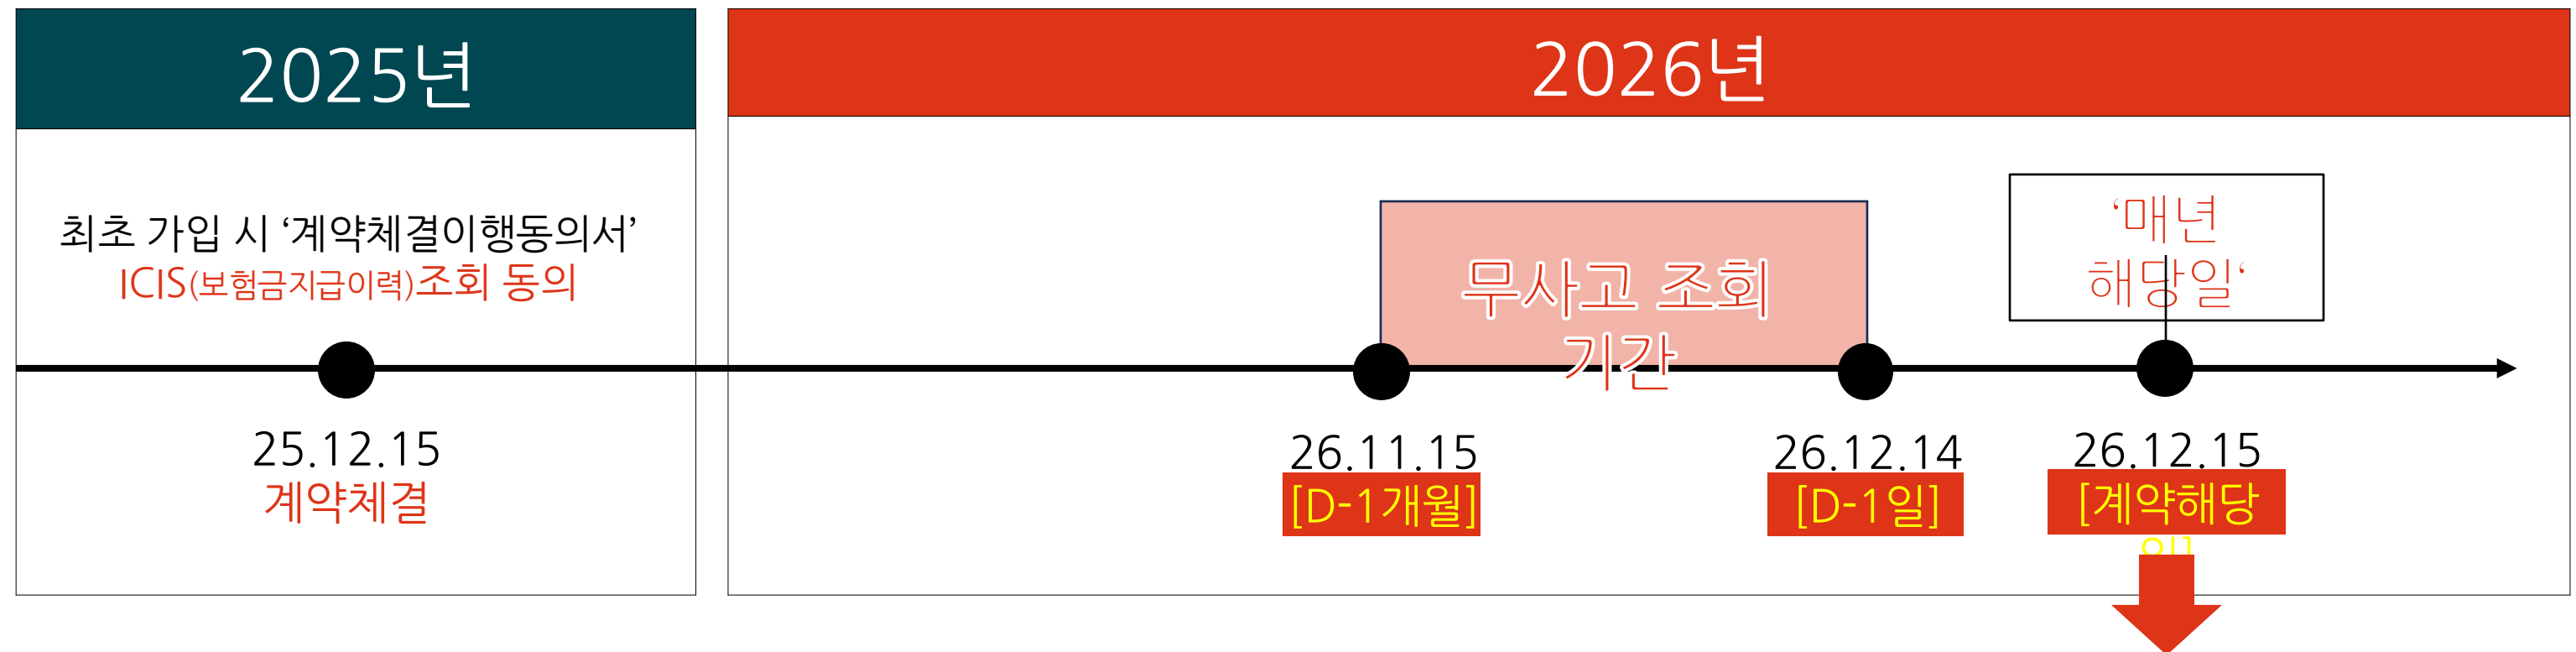 2025년
최초 가입 시 ‘계약체결이행동의서’
ICIS(보험금지급이력)조회 동의
25.12.15
계약체결
2026년
무사고 조회
기간
26.11.15
[D-1개월]
26.12.14
[D-1일]
‘매년
해당일‘
26.12.15
[계약해당
일]